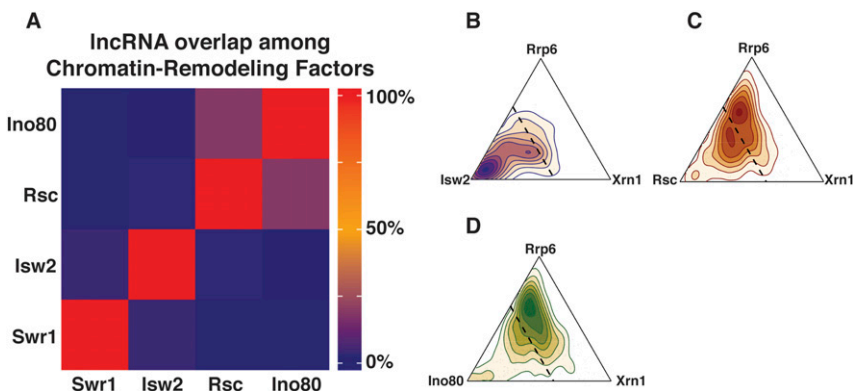 A
lncRNA overlap among
Chromatin-Remodeling Factors
Ino80
Rsc
Isw2
Swr1
Swr1 Isw2 Rsc Ino80
100%
50%
0%
B
Rrp6
Isw2 Xrn1
C
Rrp6
Rsc Xrn1
D
Rrp6
Ino80 Xrn1